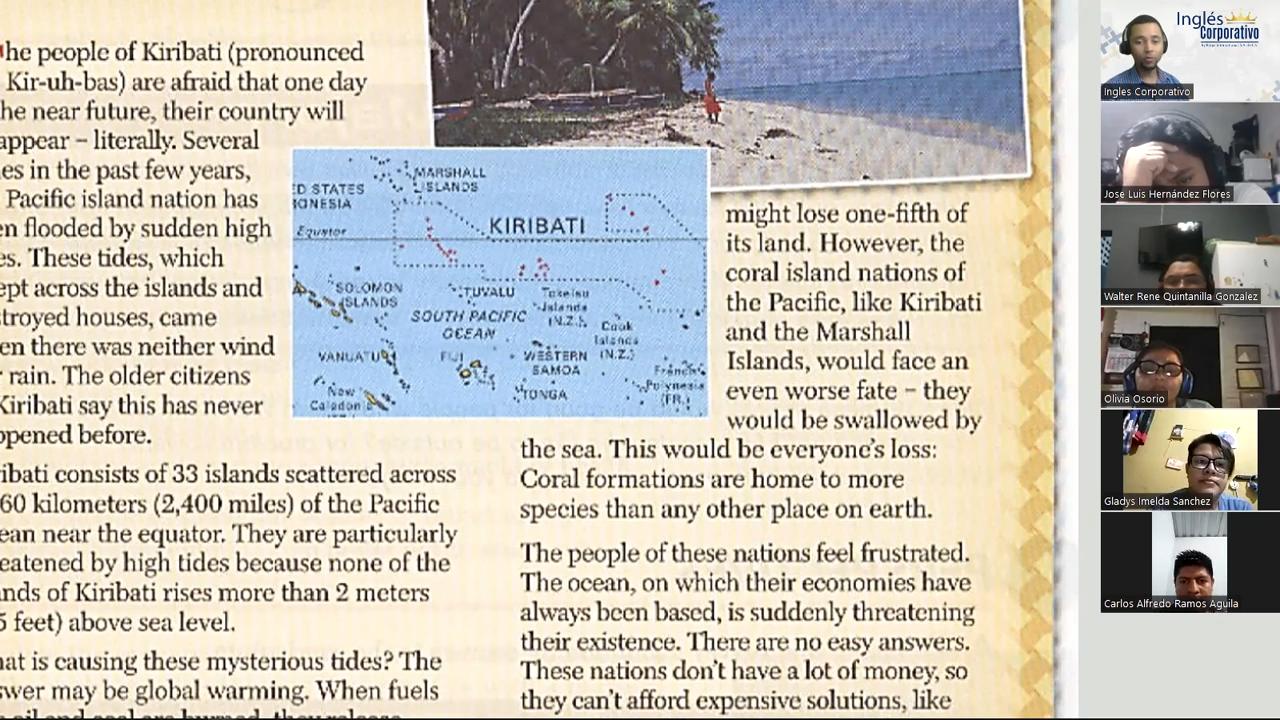 he people of Kiribati (pronounced
Kir-uh-bas) are afraid that one day
he near future, their country will
appear – literally. Several
es in the past few years,
Pacific island nation has
en flooded by sudden high
es. These tides, which
ept across the islands and
stroyed houses, came
en there was neither wind
r rain. The older citizens
Kiribati say this has never
ppened before.
ribati consists of 33 islands scattered across
60 kilometers (2,400 miles) of the Pacific
ean near the equator. They are particularly
eatened by high tides because none of the
nds of Kiribati rises more than 2 meters
5 feet) above sea level.
hat is causing these mysterious tides? The
swer may be global warming. When fuels
oil and coal are burned, they release
MARSHALL
ISLANDS
ED STATES
ONESIA
KIRIBATI
Equator
SOLOMON
ISLANDS
TUVALU
Tokelau
Islands
(N.Z.)
SOUTH PACIFIC
OCEAN
Cook
Islands
(N.Z.)
VANUATU
FIJI
WESTERN
SAMOA
French
Polynesia
(FR.)
New
Caledonia
TONGA
might lose one-fifth of
its land. However, the
coral island nations of
the Pacific, like Kiribati
and the Marshall
Islands, would face an
even worse fate – they
would be swallowed by
the sea. This would be everyone's loss:
Coral formations are home to more
species than any other place on earth.
The people of these nations feel frustrated.
The ocean, on which their economies have
always been based, is suddenly threatening
their existence. There are no easy answers.
These nations don't have a lot of money, so
they can't afford expensive solutions, like
Inglés
Corporativo
Ingles Corporativo
Jose Luis Hernández Flores
Walter Rene Quintanilla Gonzalez
Olivia Osorio
Gladys Imelda Sanchez
Carlos Alfredo Ramos Aguila